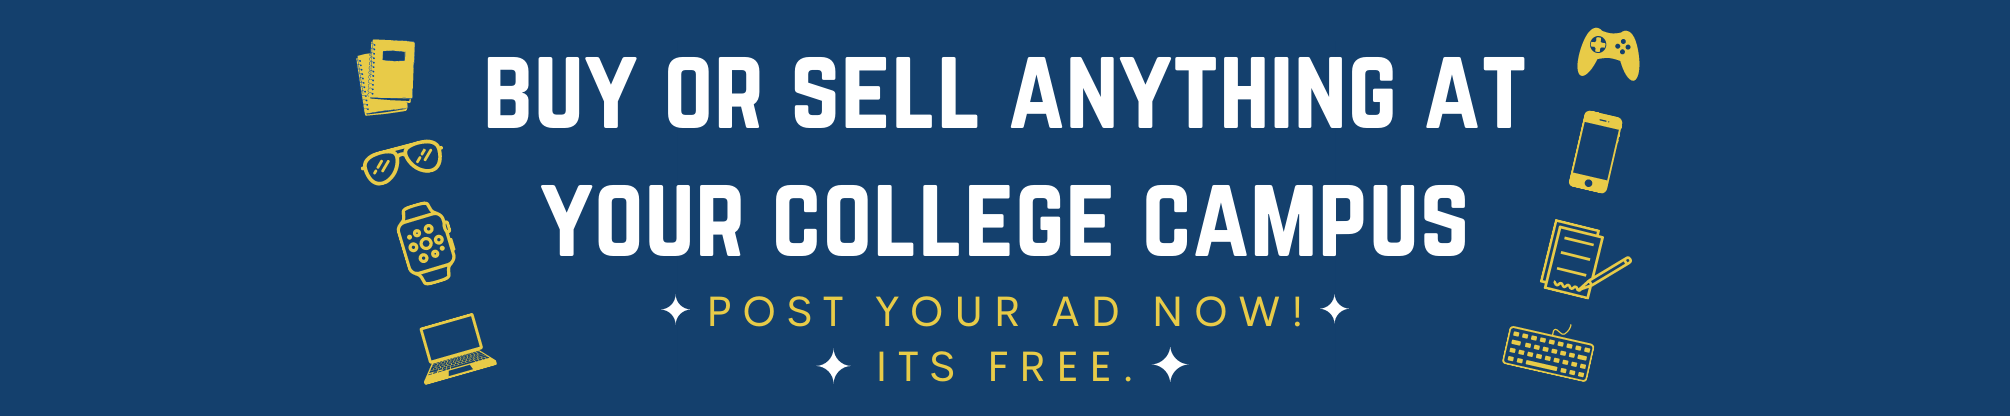 BUY OR SELL ANYTHING AT
YOUR COLLEGE CAMPUS
POST YOUR AD NOW!
ITS FREE.